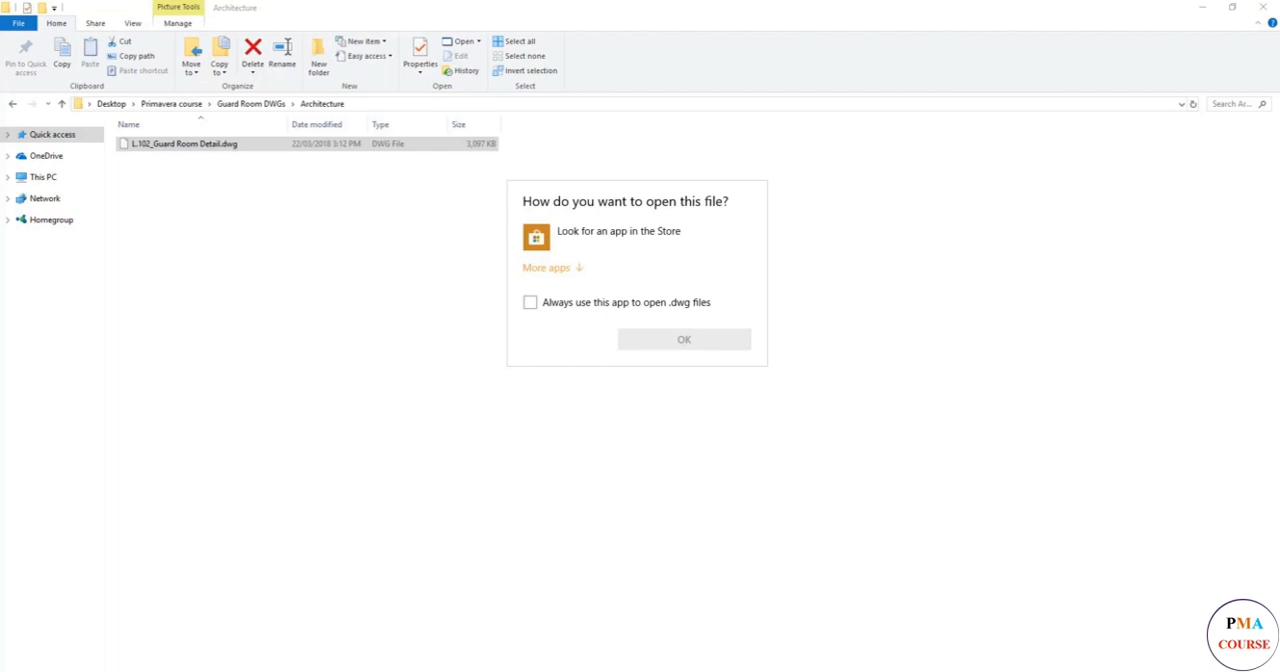 Picture Tools
Architecture
File
Home
Share
View
Manage
Pin to Quick access
Copy
Paste
Cut
Copy path
Paste shortcut
Clipboard
Move to
Copy to
Delete
Rename
Organize
New folder
New item
Easy access
New
Properties
Open
Edit
History
Open
Select all
Select none
Invert selection
Select
Desktop > Primavera course > Guard Room DWGs > Architecture
Search Ar...
Name
Date modified
Type
Size
L.102_Guard Room Detail.dwg
22/03/2018 3:12 PM
DWG File
3,097 KB
Quick access
OneDrive
This PC
Network
Homegroup
How do you want to open this file?
Look for an app in the Store
More apps ↓
Always use this app to open .dwg files
OK
PMA
COURSE